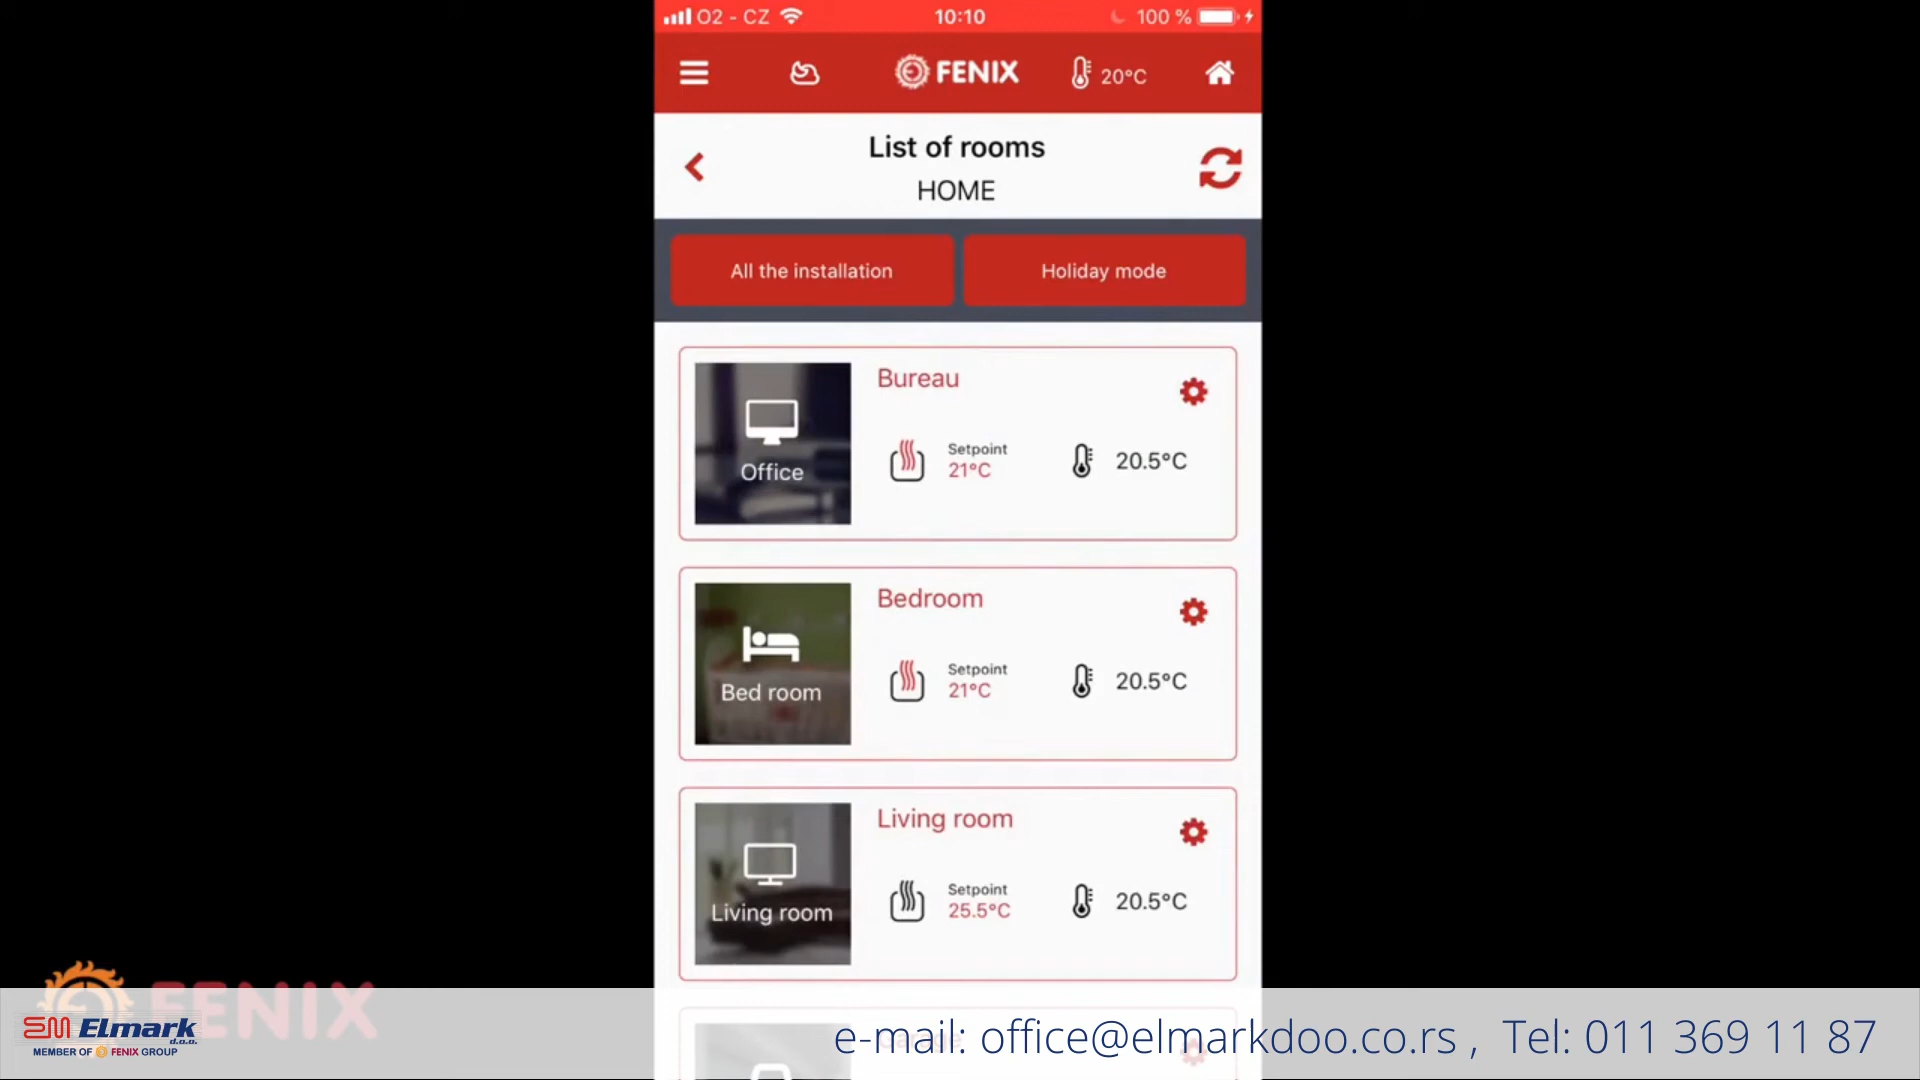 O2 - CZ 10:10 100 %
FENIX 20°C
List of rooms
HOME
All the installation Holiday mode
Bureau
Office
Setpoint
21°C
20.5°C
Bedroom
Bed room
Setpoint
21°C
20.5°C
Living room
Living room
Setpoint
25.5°C
20.5°C
FENIX
Elmark
d.o.o.
MEMBER OF FENIX GROUP
e-mail: office@elmarkdoo.co.rs , Tel: 011 369 11 87